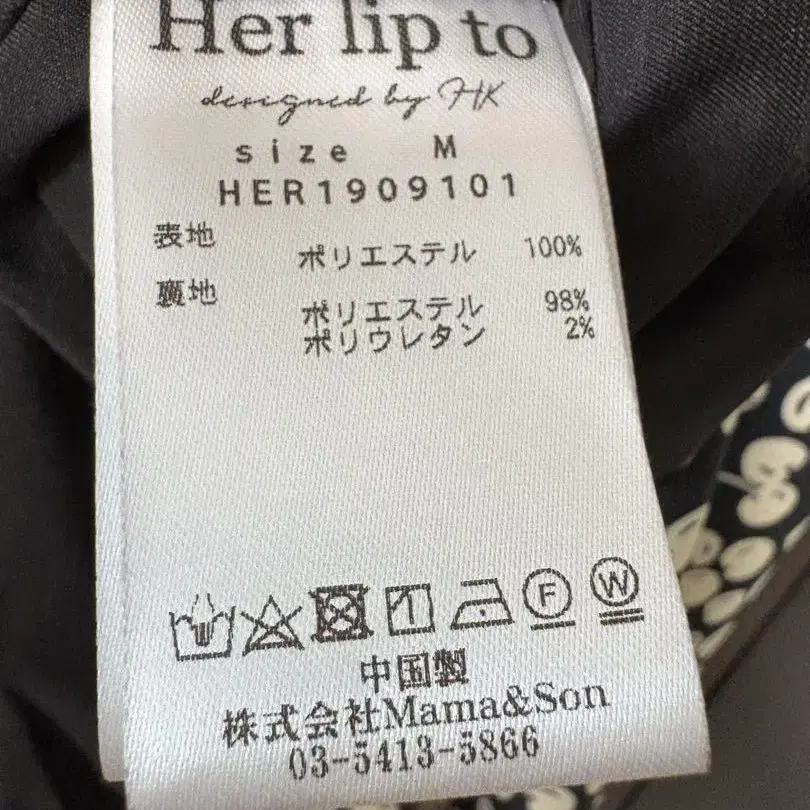 Her lip to
designed by HK
size M
HER1909101
表地
ポリエステル 100%
裏地
ポリエステル 98%
ポリウレタン 2%
F W
中国製
株式会社Mama&Son
03-5413-5866